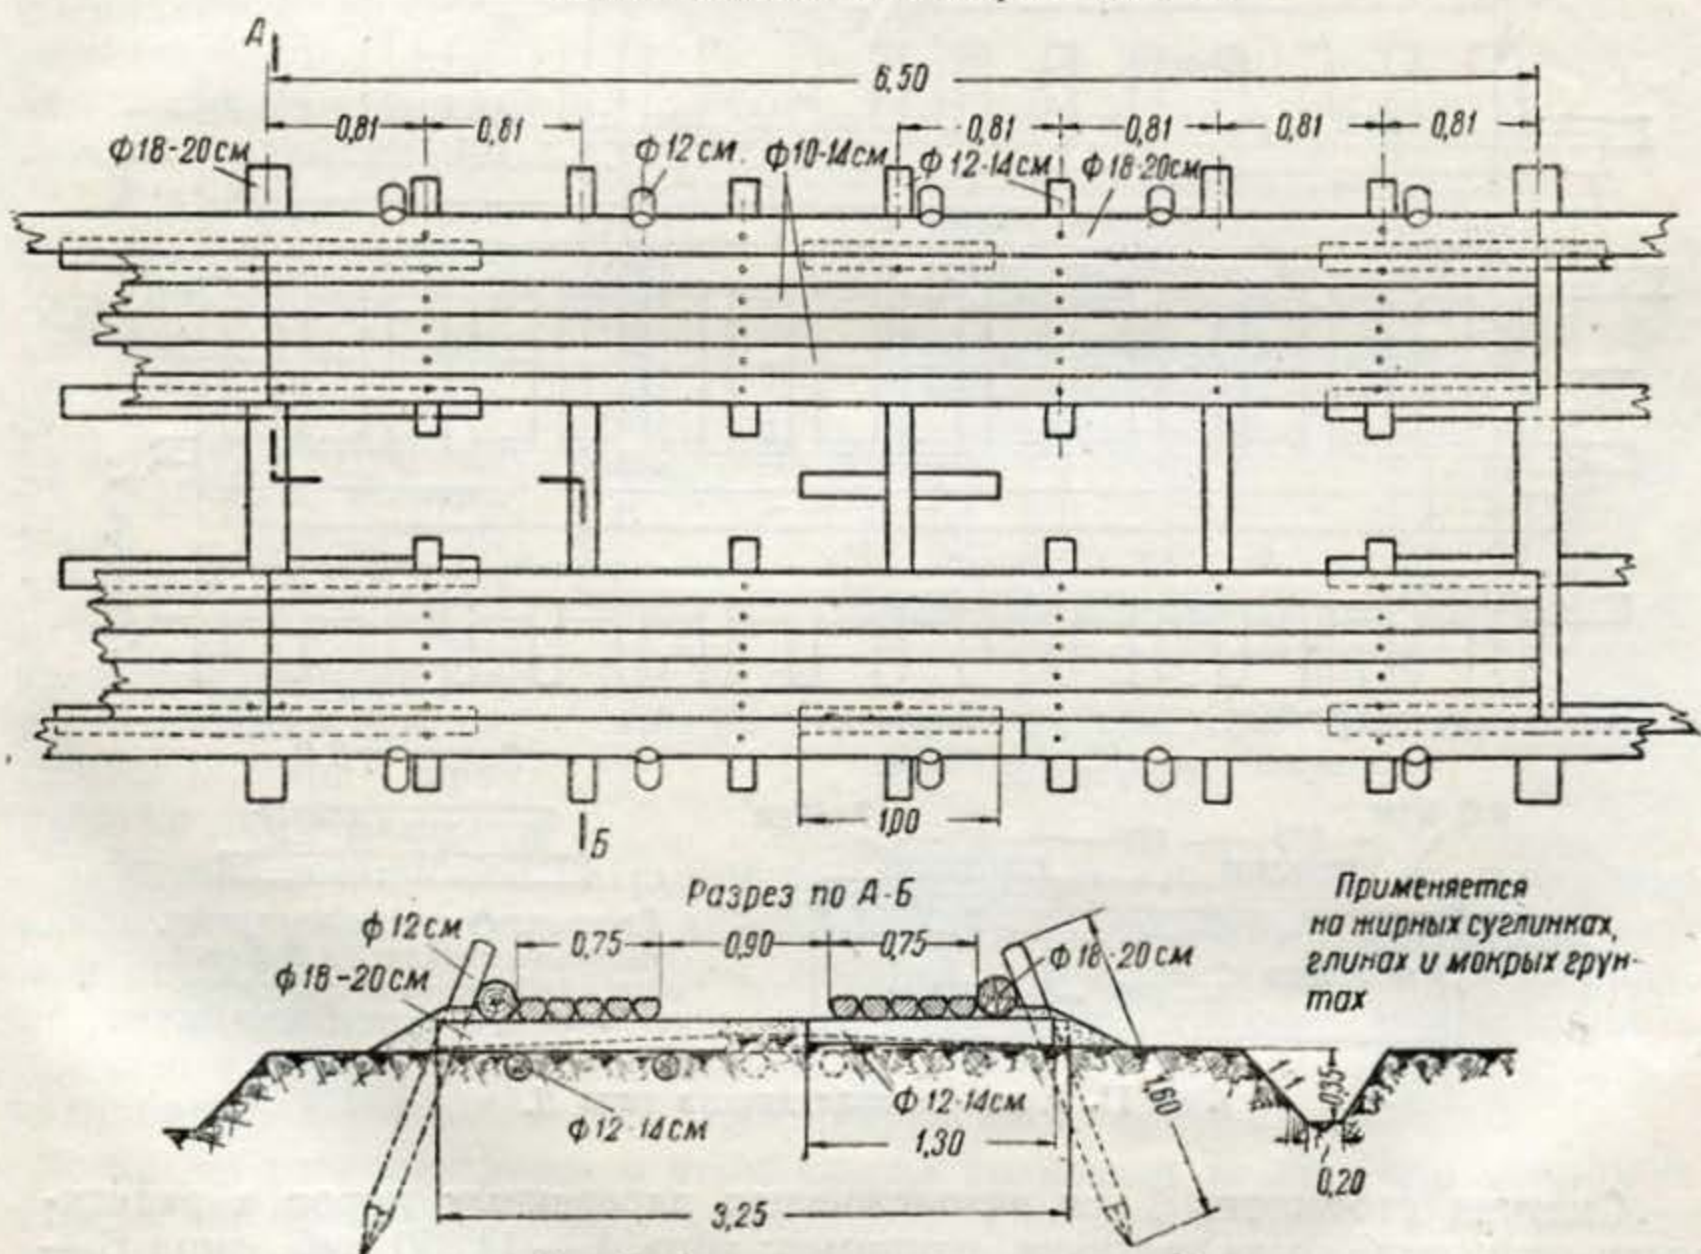 А
6,50
0,81 0,81 0,81 0,81 0,81 0,81
ф18-20см ф12см. ф10-14см ф12-14см ф18-20см
1,00
Б
Разрез по А-Б
Применяется
на жирных суглинках,
глинах и мокрых грун-
тах
ф12см 0,75 0,90 0,75 ф18-20см
ф18-20см
1:1 0,35
ф12-14см ф12-14см 1,60
1,30
0,20
3,25